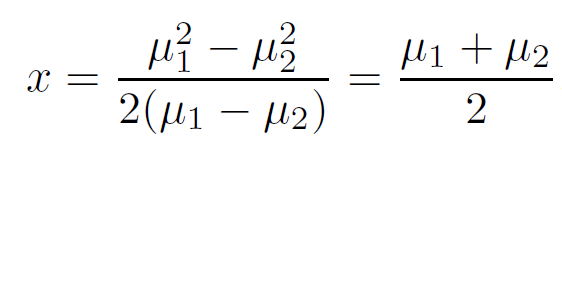 x = \frac{\mu_1^2 - \mu_2^2}{2(\mu_1 - \mu_2)} = \frac{\mu_1 + \mu_2}{2}